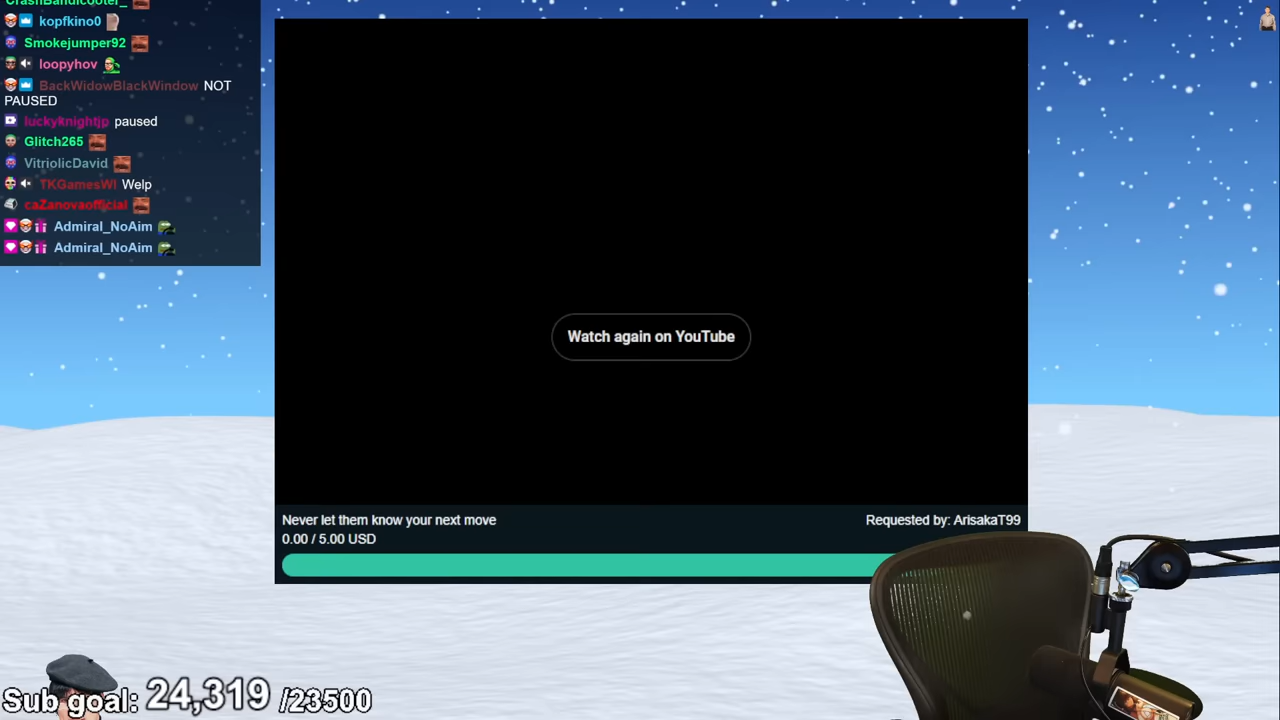 CrashBandicooter_
kopfkino0
Smokejumper92
loopyhov
BackWidowBlackWindow NOT
PAUSED
luckyknightjp paused
Glitch265
VitriolicDavid
TKGamesWI Welp
caZanovaofficial
Admiral_NoAim
Admiral_NoAim
Watch again on YouTube
Never let them know your next move
Requested by: ArisakaT99
0.00 / 5.00 USD
Sub goal: 24,319 /23500